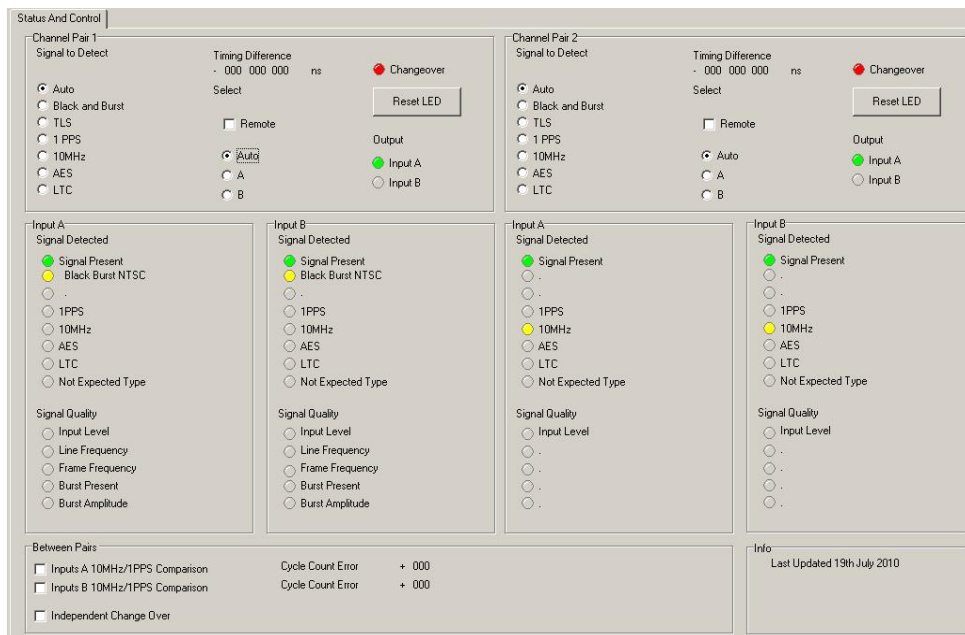 Status And Control
Channel Pair 1
Signal to Detect
Auto
Black and Burst
TLS
1 PPS
10MHz
AES
LTC
Timing Difference
- 000 000 000 ns
Select
Remote
Auto
A
B
Changeover
Reset LED
Output
Input A
Input B
Channel Pair 2
Signal to Detect
Auto
Black and Burst
TLS
1 PPS
10MHz
AES
LTC
Timing Difference
- 000 000 000 ns
Select
Remote
Auto
A
B
Changeover
Reset LED
Output
Input A
Input B
Input A
Signal Detected
Signal Present
Black Burst NTSC
.
1PPS
10MHz
AES
LTC
Not Expected Type
Signal Quality
Input Level
Line Frequency
Frame Frequency
Burst Present
Burst Amplitude
Input B
Signal Detected
Signal Present
Black Burst NTSC
.
1PPS
10MHz
AES
LTC
Not Expected Type
Signal Quality
Input Level
Line Frequency
Frame Frequency
Burst Present
Burst Amplitude
Input A
Signal Detected
Signal Present
.
.
1PPS
10MHz
AES
LTC
Not Expected Type
Signal Quality
Input Level
.
.
.
.
Input B
Signal Detected
Signal Present
.
.
1PPS
10MHz
AES
LTC
Not Expected Type
Signal Quality
Input Level
.
.
.
.
Between Pairs
Inputs A 10MHz/1PPS Comparison Cycle Count Error + 000
Inputs B 10MHz/1PPS Comparison Cycle Count Error + 000
Independent Change Over
Info
Last Updated 19th July 2010